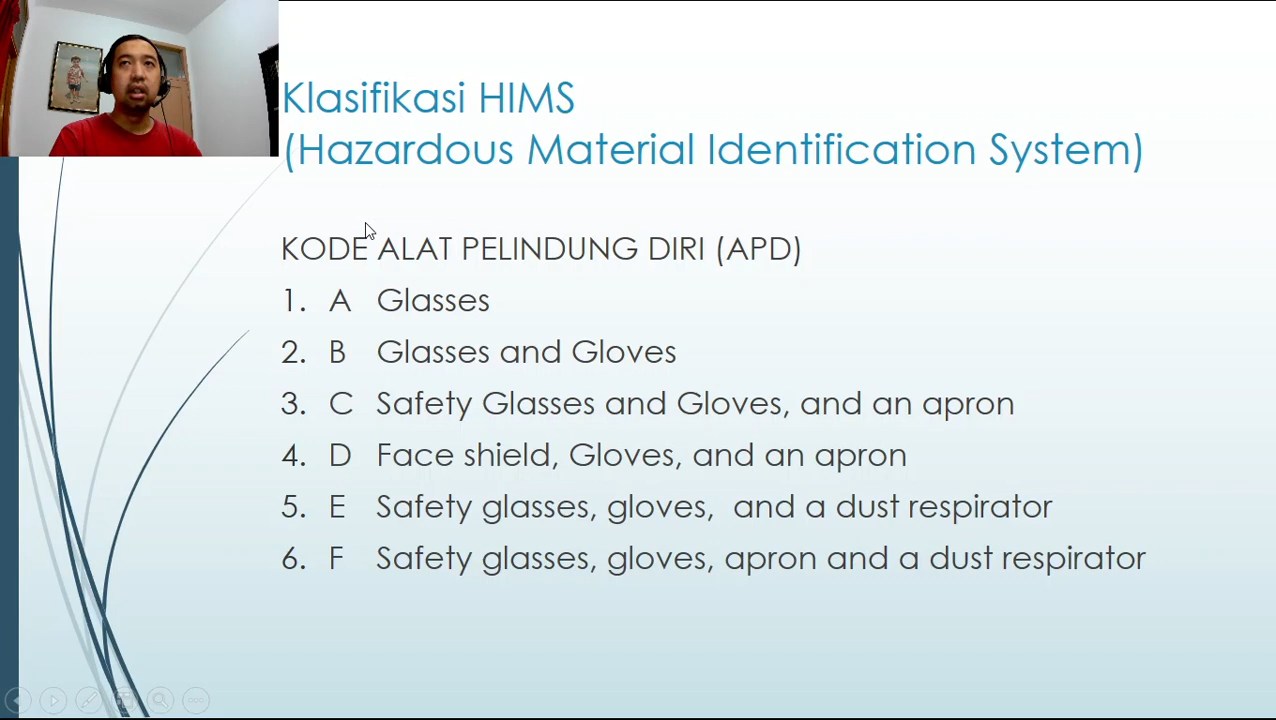 Klasifikasi HIMS
(Hazardous Material Identification System)
KODE ALAT PELINDUNG DIRI (APD)
1. A Glasses
2. B Glasses and Gloves
3. C Safety Glasses and Gloves, and an apron
4. D Face shield, Gloves, and an apron
5. E Safety glasses, gloves, and a dust respirator
6. F Safety glasses, gloves, apron and a dust respirator